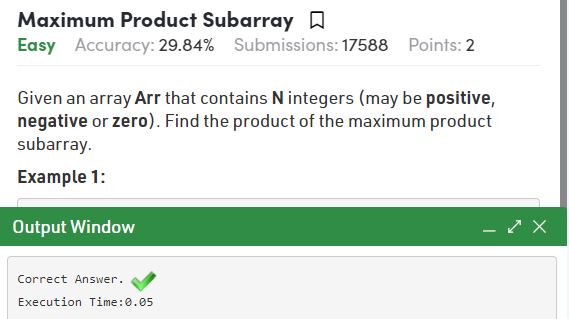 Maximum Product Subarray
Easy Accuracy: 29.84% Submissions: 17588 Points: 2
Given an array Arr that contains N integers (may be positive,
negative or zero). Find the product of the maximum product
subarray.
Example 1:
Output Window
Correct Answer.
Execution Time:0.05